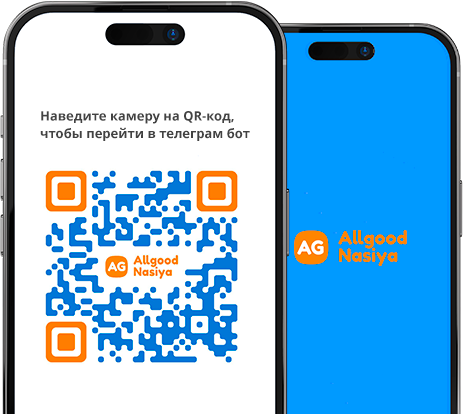 Наведите камеру на QR-код,
чтобы перейти в телеграм бот
AG Allgood
Nasiya
AG Allgood
Nasiya